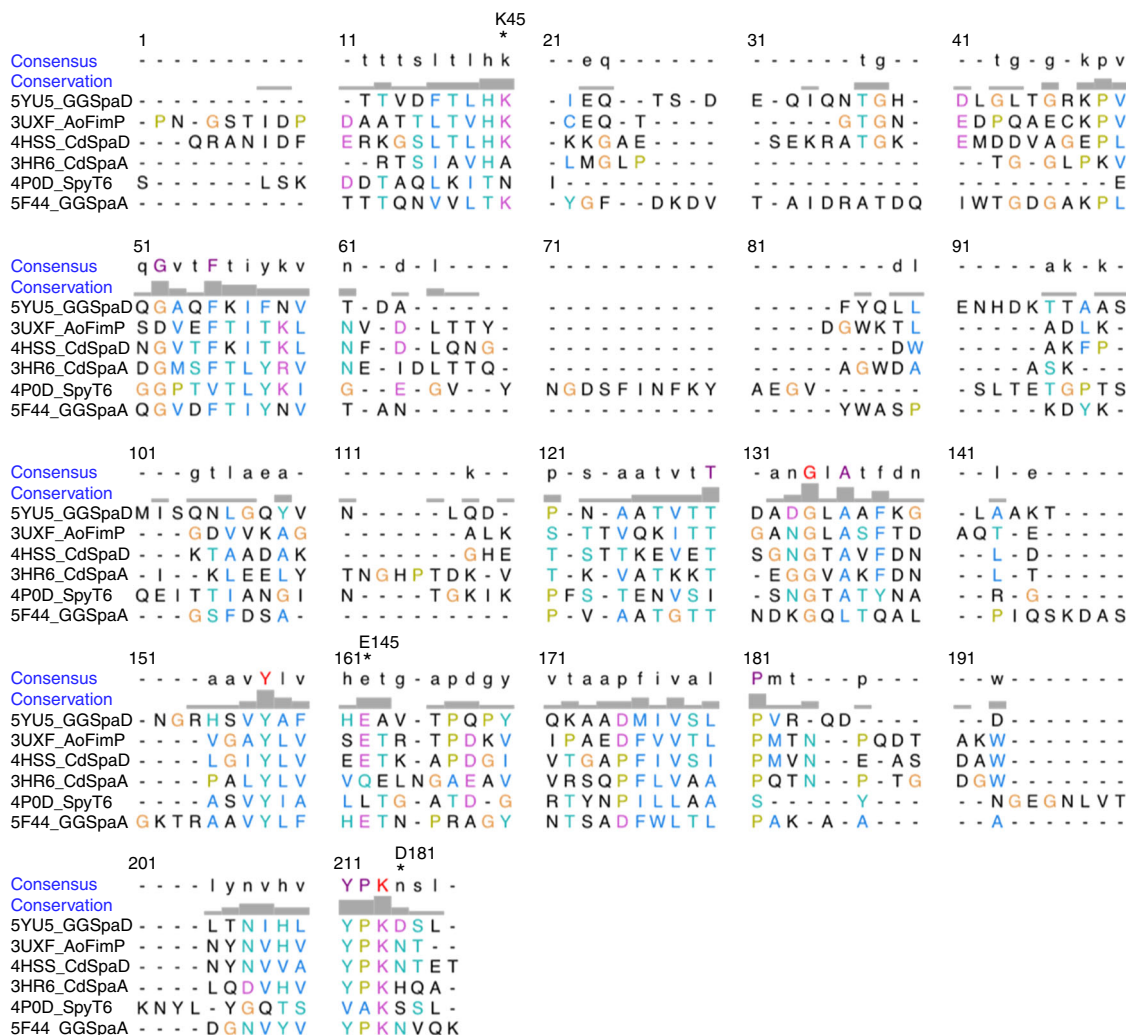 K45
1 11 * 21 31 41
Consensus - - - - - - - - - - - t t t s l t l h k - - e q - - - - - - - - - - - t g - - - - t g - g - k p v
Conservation
5YU5_GGSpaD - - - - - - - - - - - T T V D F T L H K - I E Q - - T S - D E - Q I Q N T G H - D L G L T G R K P V
3UXF_AoFimP - P N - G S T I D P D A A T T L T V H K - C E Q - T - - - - - - - - - G T G N - E D P Q A E C K P V
4HSS_CdSpaD - - - Q R A N I D F E R K G S L T L H K - K K G A E - - - - - S E K R A T G K - E M D D V A G E P L
3HR6_CdSpaA - - - - - - - - - - - - R T S I A V H A - L M G L P - - - - - - - - - - - - - - - - T G - G L P K V
4P0D_SpyT6 S - - - - - - L S K D D T A Q L K I T N I - - - - - - - - - - - - - - - - - - - - - - - - - - - - E
5F44_GGSpaA - - - - - - - - - - T T T Q N V V L T K - Y G F - - D K D V T - A I D R A T D Q I W T G D G A K P L
51 61 71 81 91
Consensus q G v t F t i y k v n - - d - l - - - - - - - - - - - - - - - - - - - - - - d l - - - - a k - k - -
Conservation
5YU5_GGSpaD Q G A Q F K I F N V T - D A - - - - - - - - - - - - - - - - - - - - - F Y Q L L E N H D K T T A A S
3UXF_AoFimP S D V E F T I T K L N V - D - L T T Y - - - - - - - - - - - - - - - D G W K T L - - - - A D L K - -
4HSS_CdSpaD N G V T F K I T K L N F - D - L Q N G - - - - - - - - - - - - - - - - - - - D W - - - - A K F P - -
3HR6_CdSpaA D G M S F T L Y R V N E - I D L T T Q - - - - - - - - - - - - - - - - A G W D A - - - A S K - - - -
4P0D_SpyT6 G G P T V T L Y K I G - - E - G V - - Y N G D S F I N F K Y A E G V - - - - - - - S L T E T G P T S
5F44_GGSpaA Q G V D F T I Y N V T - A N - - - - - - - - - - - - - - - - - - - - - Y W A S P - - - - K D Y K - -
101 111 121 131 141
Consensus - - - g t l a e a - - - - - - - - k - - p - s - a a t v t T - a n G l A t f d n - - l - e - - - - -
Conservation
5YU5_GGSpaD M I S Q N L G Q Y V N - - - - - L Q D - P - N - A A T V T T D A D G L A A F K G - - L A A K T - - -
3UXF_AoFimP - - - G D V V K A G - - - - - - - A L K S - T T V Q K I T T G A N G L A S F T D A Q T - E - - - - -
4HSS_CdSpaD - - - K T A A D A K - - - - - - - G H E T - S T T K E V E T S G N G T A V F D N - - L - D - - - - -
3HR6_CdSpaA - I - - K L E E L Y T N G H P T D K - V T - K - V A T K K T - E G G V A K F D N - - L - T - - - - -
4P0D_SpyT6 Q E I T T I A N G I N - - - - T G K I K P F S - T E N V S I - S N G T A T Y N A - - R - G - - - - -
5F44_GGSpaA - - - G S F D S A - - - - - - - - - - - P - V - A A T G T T N D K G Q L T Q A L - - P I Q S K D A S
E145
151 161 * 171 181 191
Consensus - - - - a a v Y l v h e t g - a p d g y v t a a p f i v a l P m t - - - p - - - - - w - - - - - - -
Conservation
5YU5_GGSpaD - N G R H S V Y A F H E A V - T P Q P Y Q K A A D M I V S L P V R - Q D - - - - - - D - - - - - - -
3UXF_AoFimP - - - - V G A Y L V S E T R - T P D K V I P A E D F V V T L P M T N - - P Q D T A K W - - - - - - -
4HSS_CdSpaD - - - - L G I Y L V E E T K - A P D G I V T G A P F I V S I P M V N - - E - A S D A W - - - - - - -
3HR6_CdSpaA - - - - P A L Y L V V Q E L N G A E A V V R S Q P F L V A A P Q T N - - P - T G D G W - - - - - - -
4P0D_SpyT6 - - - - A S V Y I A L L T G - A T D - G R T Y N P I L L A A S - - - - Y - - - - - - N G E G N L V T
5F44_GGSpaA G K T R A A V Y L F H E T N - P R A G Y N T S A D F W L T L P A K - A - A - - - - - A - - - - - - -
D181
201 211 *
Consensus - - - - l y n v h v Y P K n s l -
Conservation
5YU5_GGSpaD - - - - L T N I H L Y P K D S L -
3UXF_AoFimP - - - - N Y N V H V Y P K N T - -
4HSS_CdSpaD - - - - N Y N V V A Y P K N T E T
3HR6_CdSpaA - - - - L Q D V H V Y P K H Q A -
4P0D_SpyT6 K N Y L - Y G Q T S V A K S S L -
5F44_GGSpaA - - - - D G N V Y V Y P K N V Q K